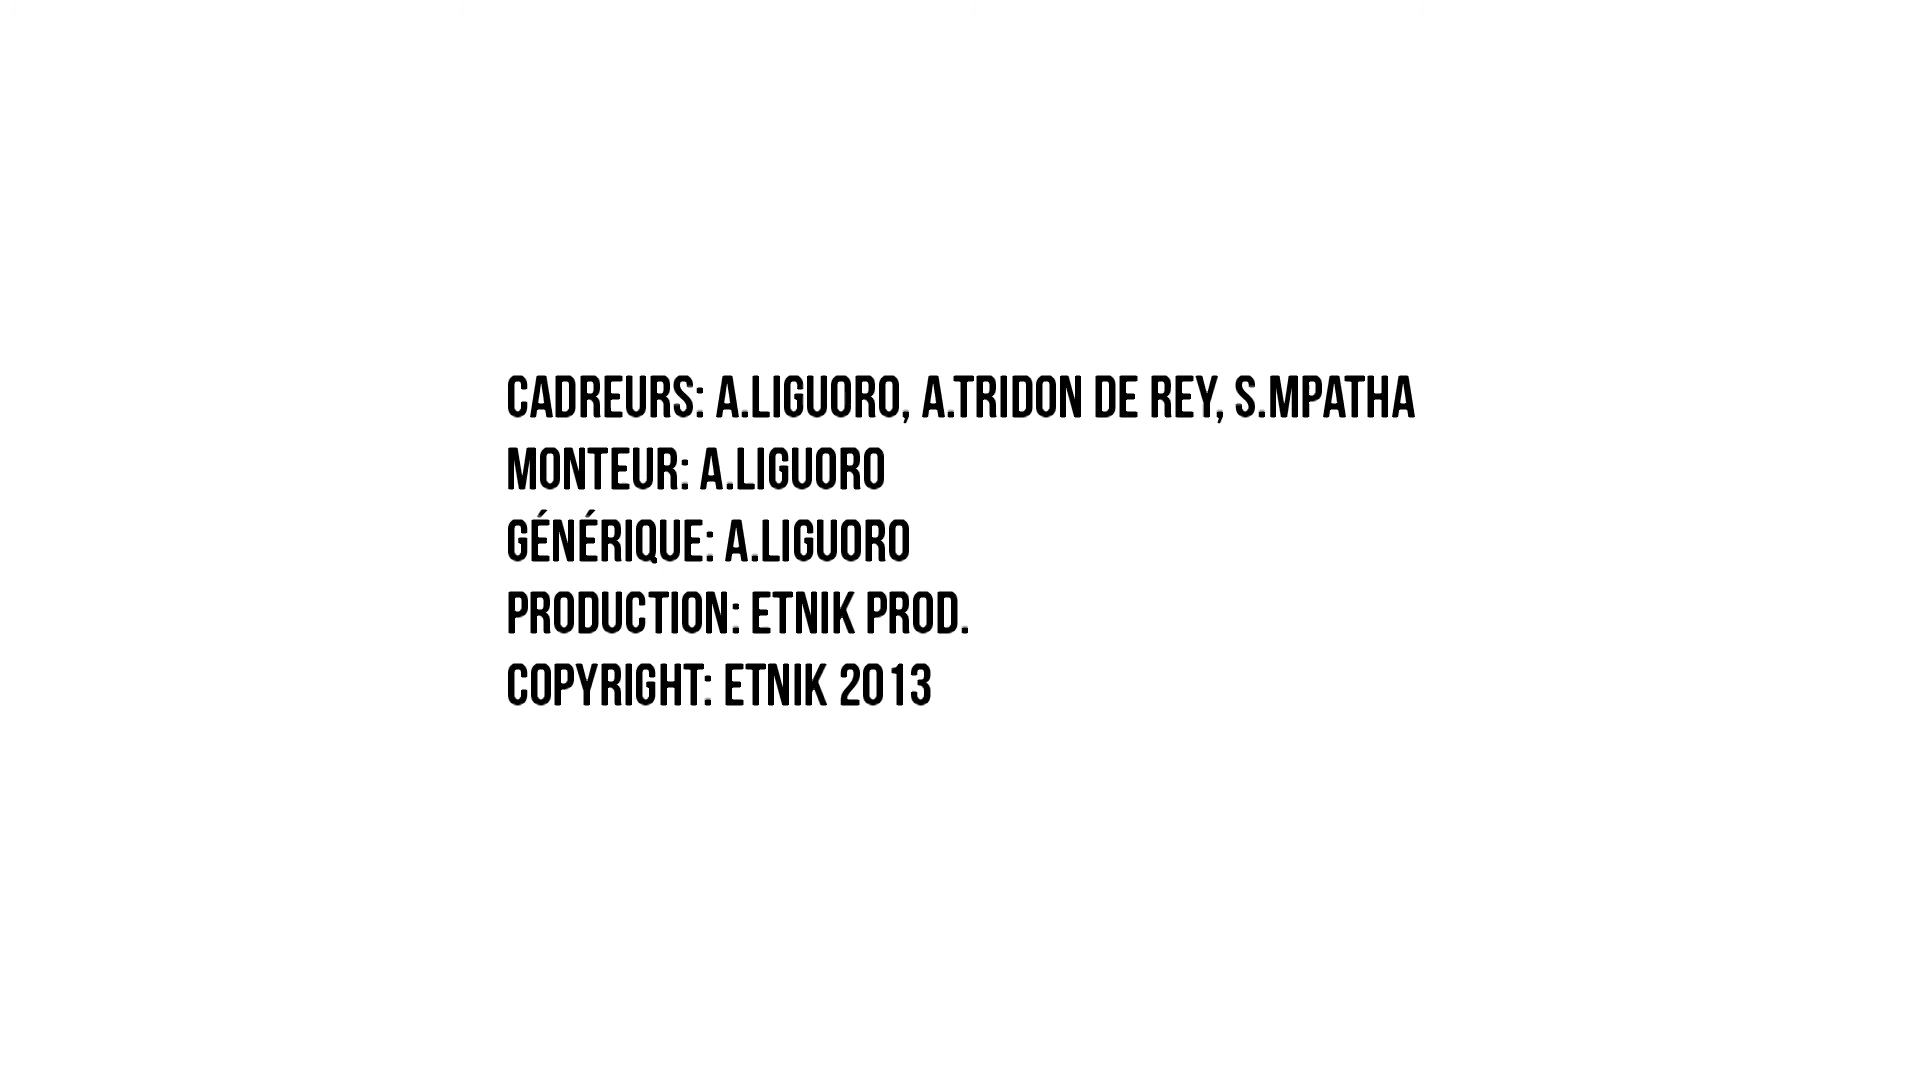 CADREURS: A.LIGUORO, A.TRIDON DE REY, S.MPATHA
MONTEUR: A.LIGUORO
GÉNÉRIQUE: A.LIGUORO
PRODUCTION: ETNIK PROD.
COPYRIGHT: ETNIK 2013